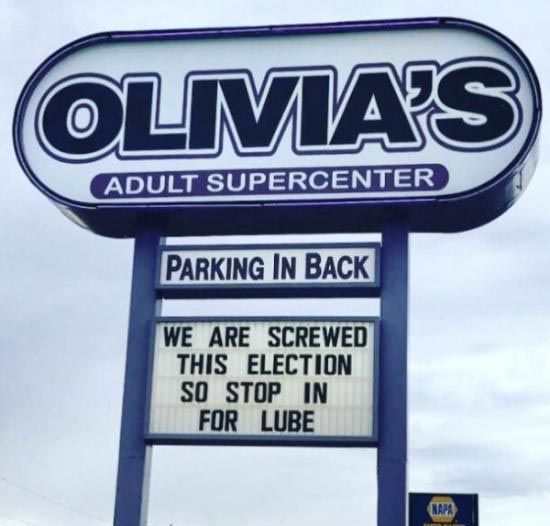 OLIVIA'S
ADULT SUPERCENTER
PARKING IN BACK
WE ARE SCREWED
THIS ELECTION
SO STOP IN
FOR LUBE
NAPA